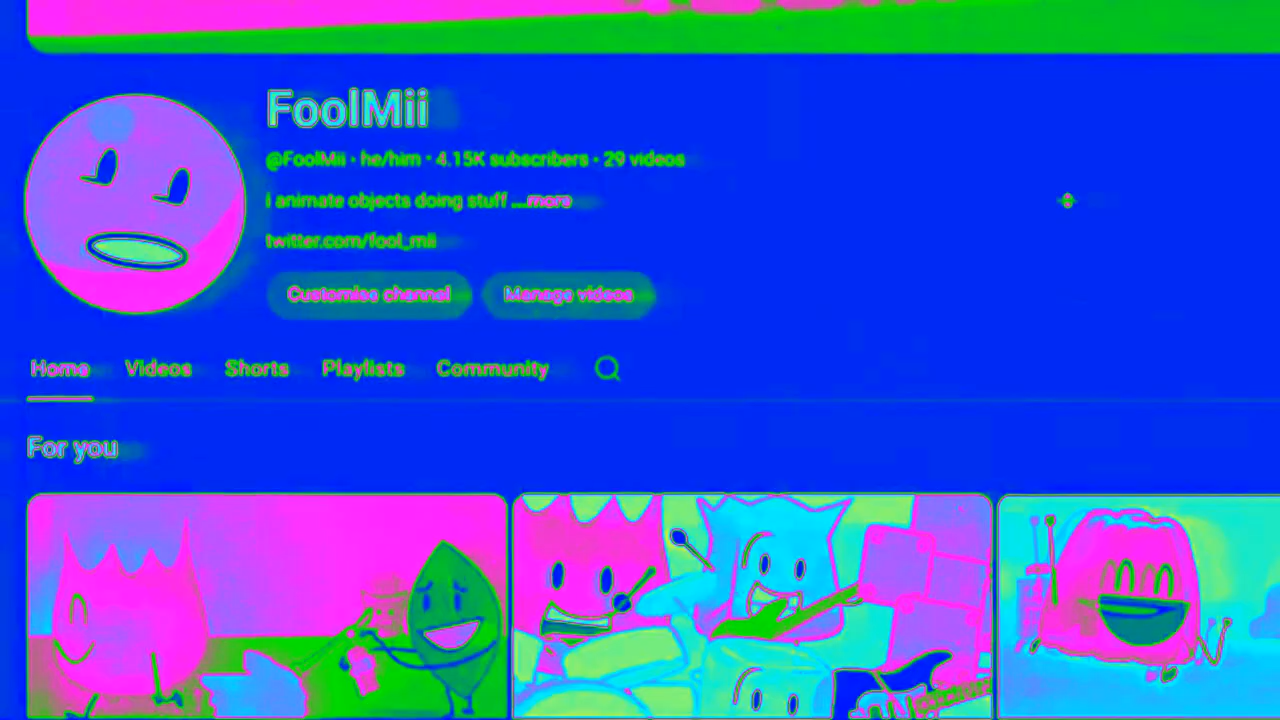 FoolMii
@FoolMii · he/him · 4.15K subscribers · 29 videos
i animate objects doing stuff ...more
twitter.com/fool_mii
Customise channel Manage videos
Home Videos Shorts Playlists Community
For you